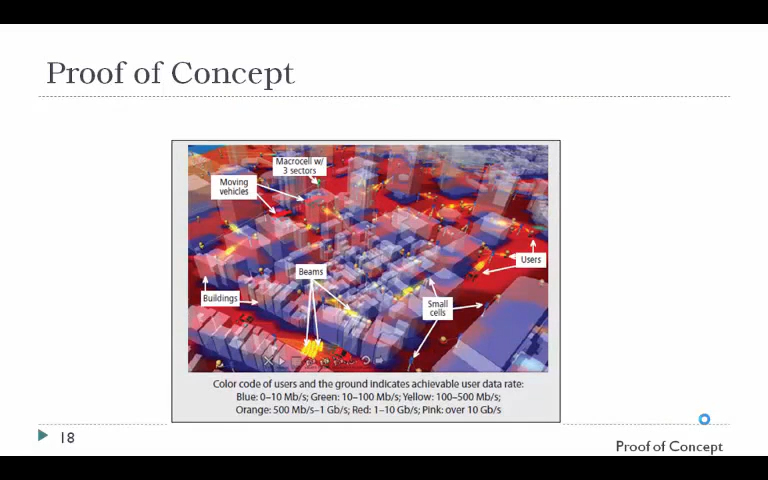 Proof of Concept
Macrocell w/
3 sectors
Moving
vehicles
Beams
Users
Buildings
Small
cells
Color code of users and the ground indicates achievable user data rate:
Blue: 0–10 Mb/s; Green: 10–100 Mb/s; Yellow: 100–500 Mb/s;
Orange: 500 Mb/s–1 Gb/s; Red: 1–10 Gb/s; Pink: over 10 Gb/s
18
Proof of Concept